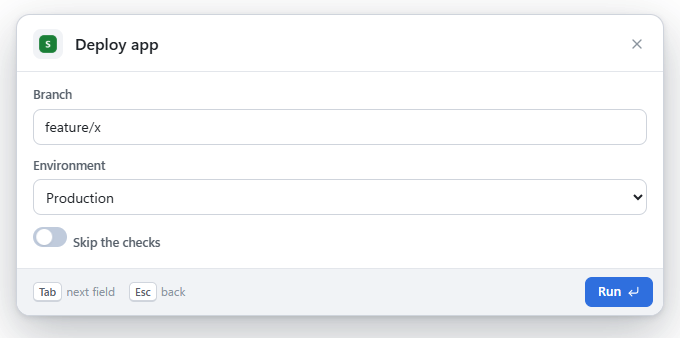 S Deploy app
Branch
feature/x
Environment
Production
Skip the checks
Tab next field Esc back Run